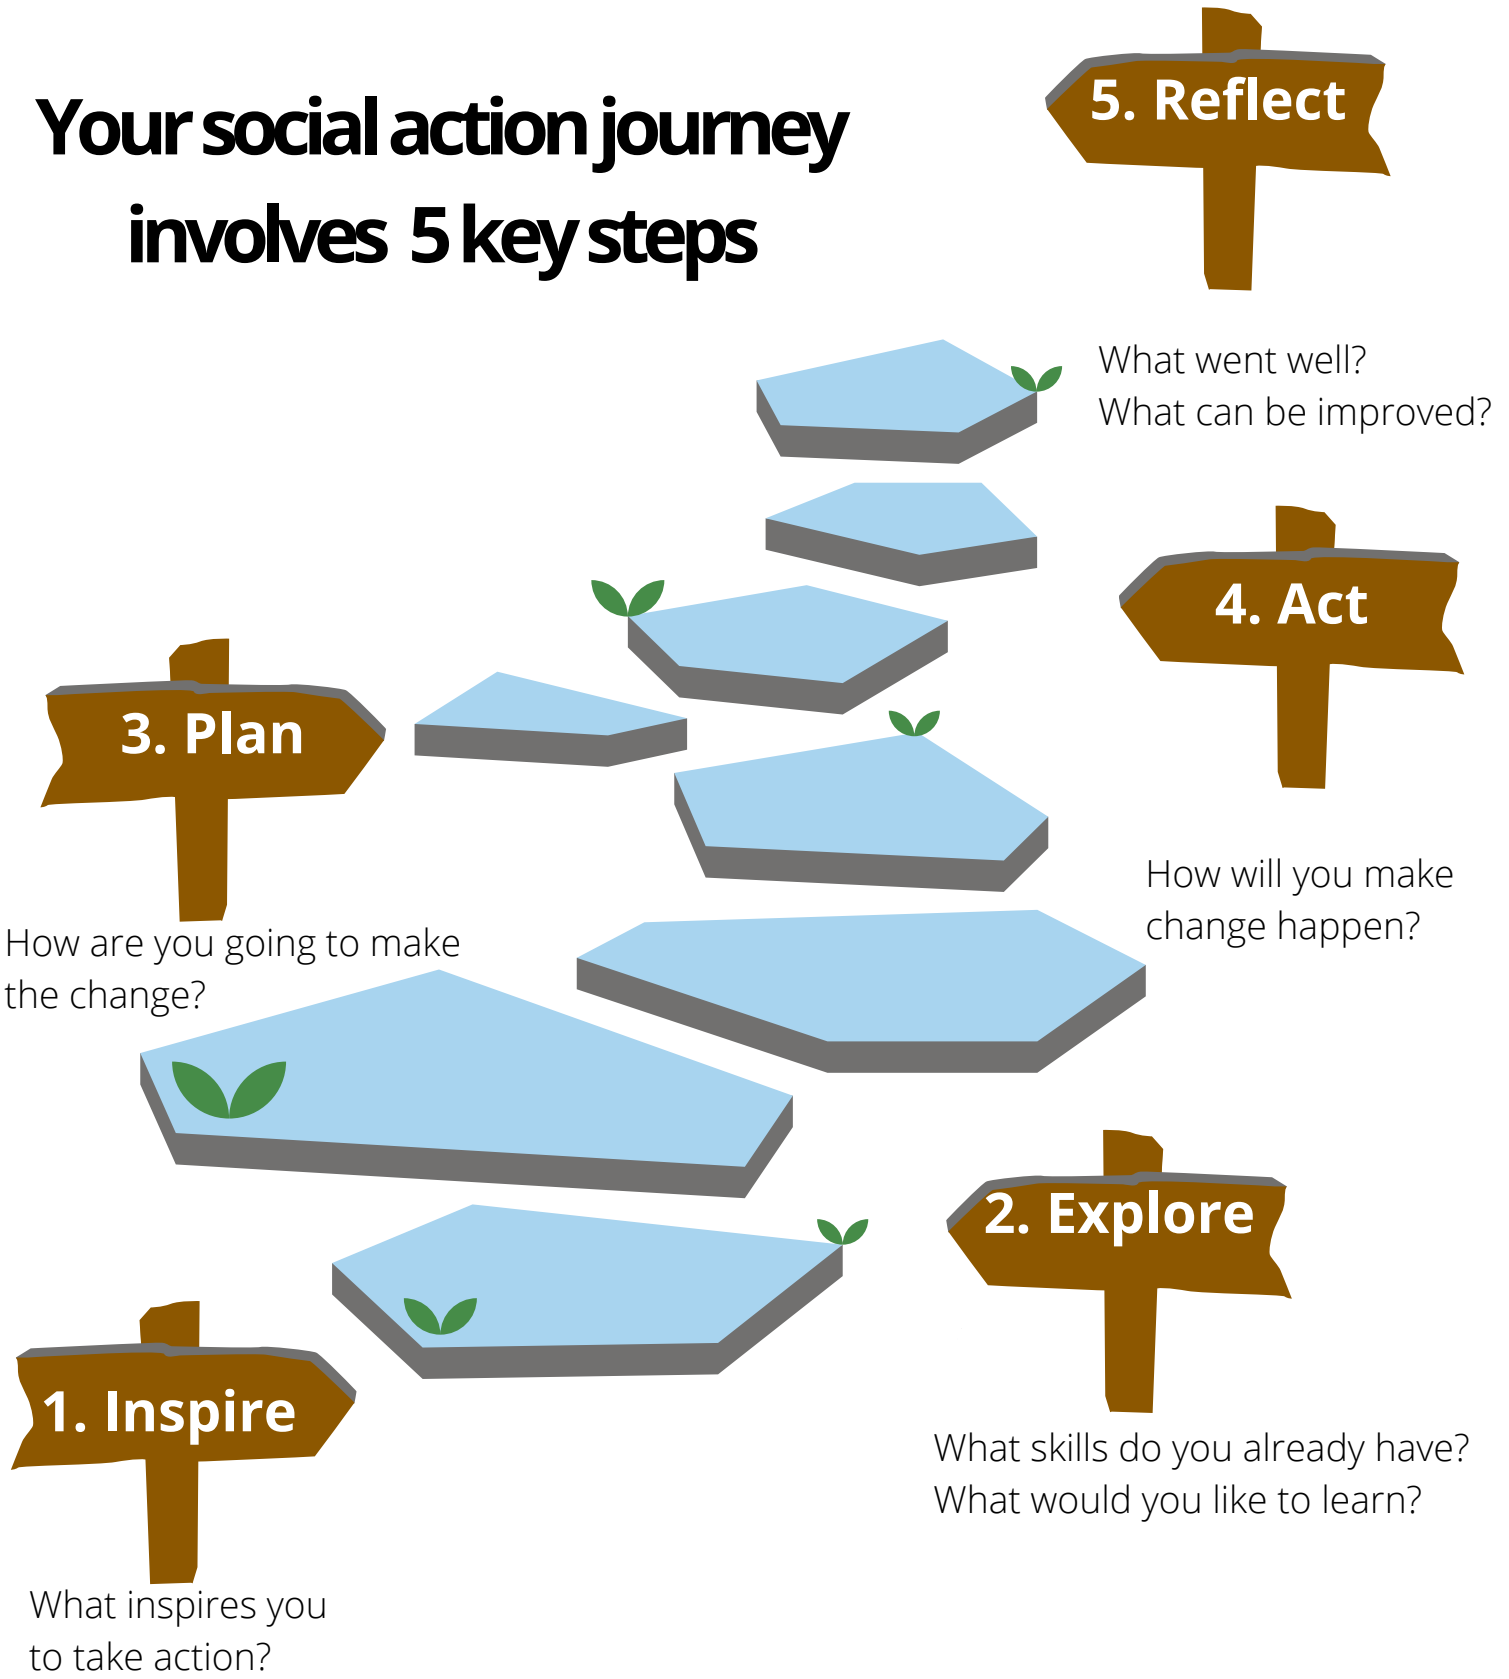 Your social action journey
involves 5 key steps
5. Reflect
What went well?
What can be improved?
4. Act
How will you make
change happen?
3. Plan
How are you going to make
the change?
2. Explore
What skills do you already have?
What would you like to learn?
1. Inspire
What inspires you
to take action?